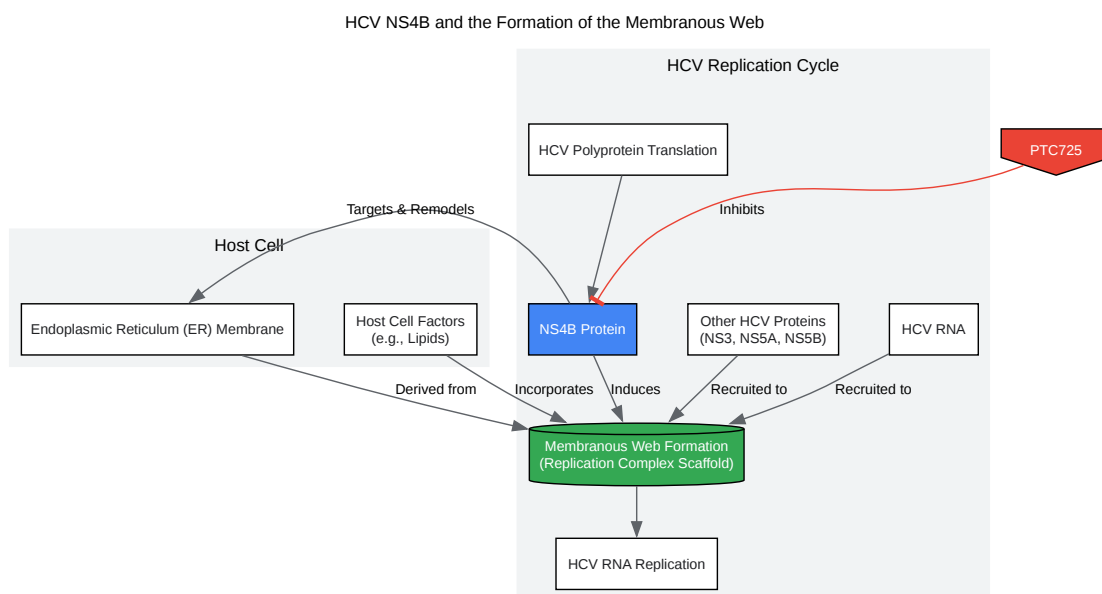 HCV NS4B and the Formation of the Membranous Web
HCV Replication Cycle
HCV Polyprotein Translation
PTC725
Targets & Remodels
Inhibits
Host Cell
Endoplasmic Reticulum (ER) Membrane
Host Cell Factors
(e.g., Lipids)
NS4B Protein
Other HCV Proteins
(NS3, NS5A, NS5B)
HCV RNA
Derived from
Incorporates
Induces
Recruited to
Recruited to
Membranous Web Formation
(Replication Complex Scaffold)
HCV RNA Replication